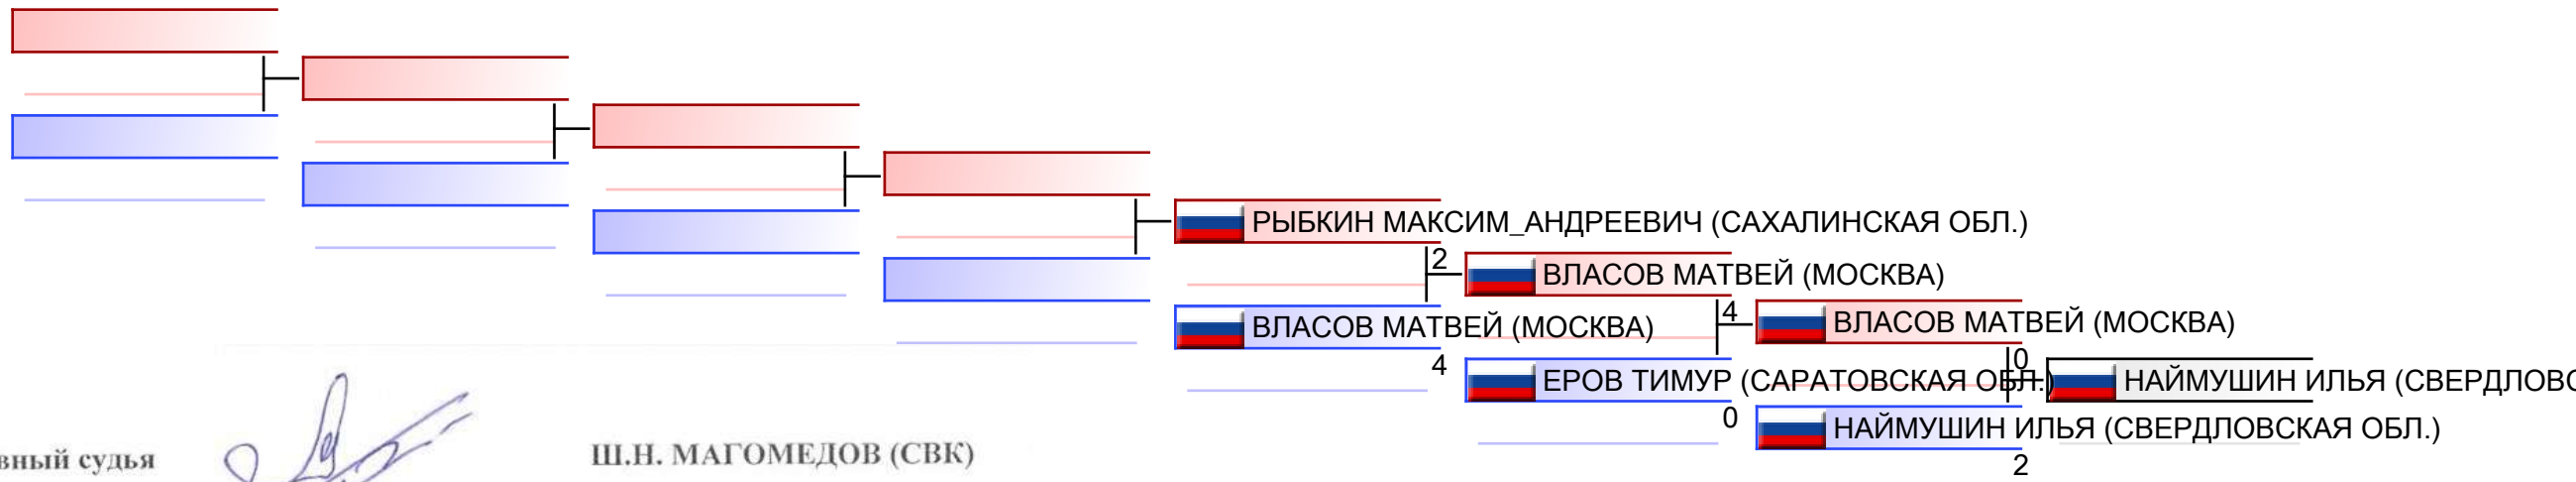 РЫБКИН МАКСИМ_АНДРЕЕВИЧ (САХАЛИНСКАЯ ОБЛ.)
2
ВЛАСОВ МАТВЕЙ (МОСКВА)
ВЛАСОВ МАТВЕЙ (МОСКВА)
4
4
ВЛАСОВ МАТВЕЙ (МОСКВА)
ЕРОВ ТИМУР (САРАТОВСКАЯ ОБЛ.)
0
0
НАЙМУШИН ИЛЬЯ (СВЕРДЛОВС
НАЙМУШИН ИЛЬЯ (СВЕРДЛОВСКАЯ ОБЛ.)
2
вный судья
Ш.Н. МАГОМЕДОВ (СВК)